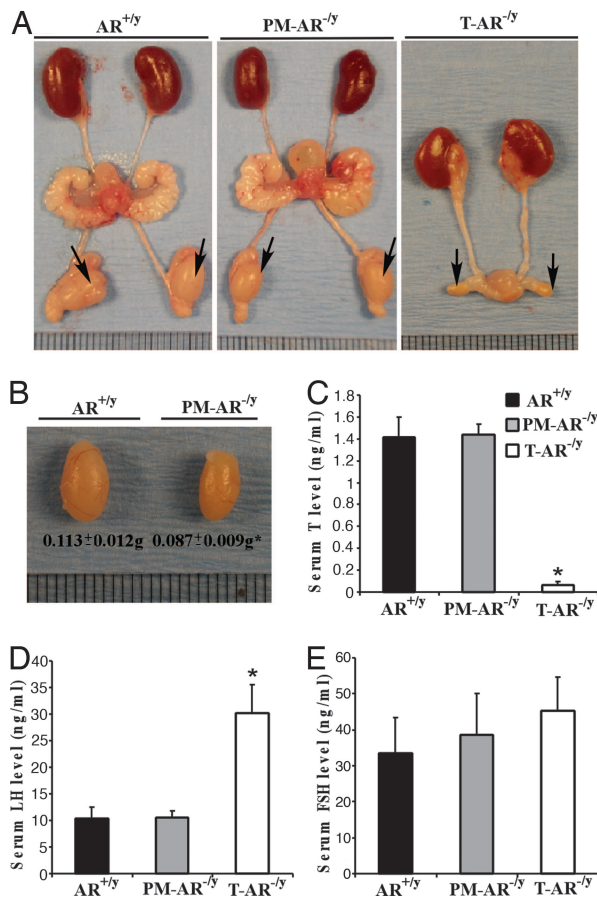 A
AR+/y
PM-AR-/y
T-AR-/y
B
AR+/y
PM-AR-/y
0.113±0.012g
0.087±0.009g*
C
Serum T level (ng/ml)
1.8
1.6
1.4
1.2
1
0.8
0.6
0.4
0.2
0
*
AR+/y
PM-AR-/y
T-AR-/y
AR+/y
PM-AR-/y
T-AR-/y
D
Serum LH level (ng/ml)
40
35
30
25
20
15
10
5
0
*
AR+/y
PM-AR-/y
T-AR-/y
E
Serum FSH level (ng/ml)
60
50
40
30
20
10
0
AR+/y
PM-AR-/y
T-AR-/y